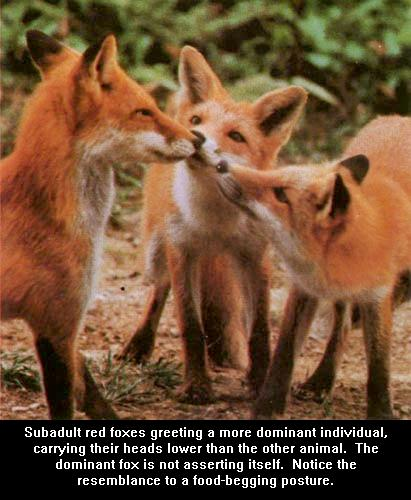 Subadult red foxes greeting a more dominant individual,
carrying their heads lower than the other animal.  The
dominant fox is not asserting itself.  Notice the
resemblance to a food-begging posture.